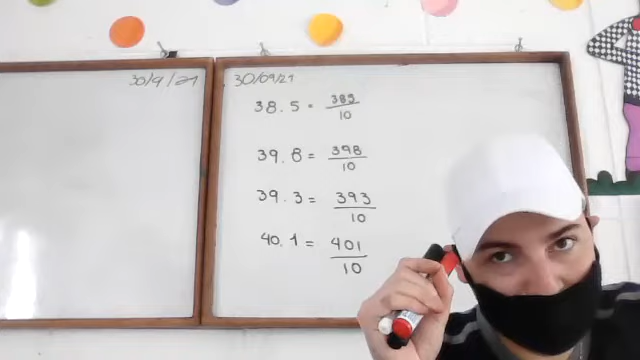 30/9/21
30/09/21
38.5 = 385/10
39.8 = 398/10
39.3 = 393/10
40.1 = 401/10